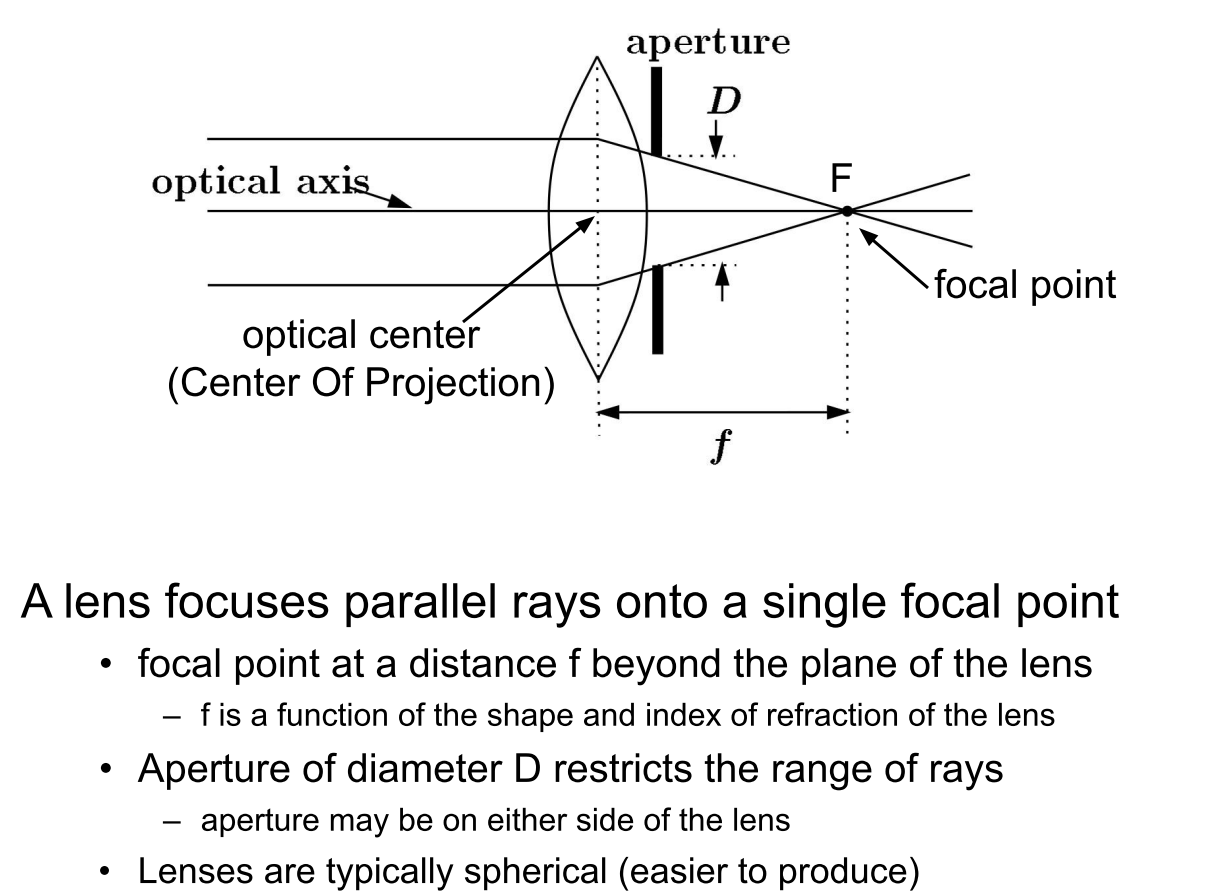 aperture
D
optical axis
F
focal point
optical center
(Center Of Projection)
f
A lens focuses parallel rays onto a single focal point
• focal point at a distance f beyond the plane of the lens
– f is a function of the shape and index of refraction of the lens
• Aperture of diameter D restricts the range of rays
– aperture may be on either side of the lens
• Lenses are typically spherical (easier to produce)